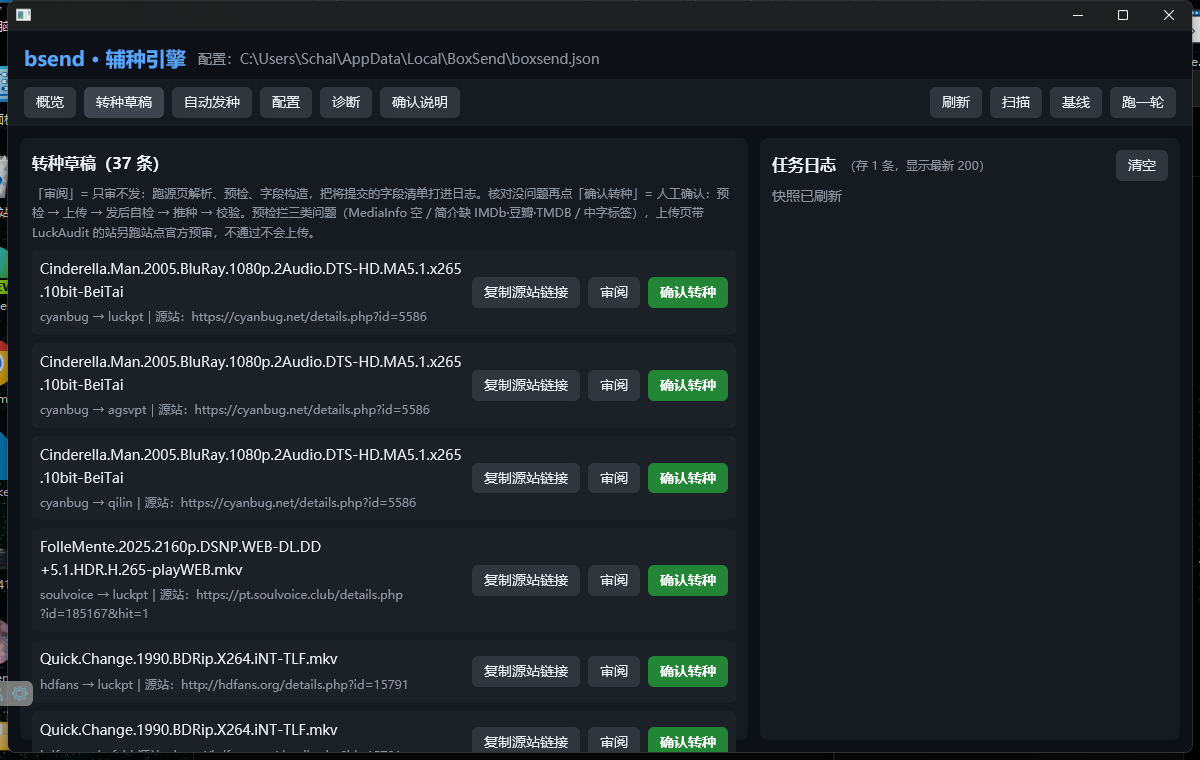 bsend • 辅种引擎 配置：C:\Users\Schal\AppData\Local\BoxSend\boxsend.json
概览 转种草稿 自动发种 配置 诊断 确认说明 刷新 扫描 基线 跑一轮
转种草稿（37 条）
「审阅」= 只审不发：跑源页解析、预检、字段构造，把将提交的字段清单打进日志。核对没问题再点「确认转种」= 人工确认：预
检 → 上传 → 发后自检 → 推种 → 校验。预检拦三类问题（MediaInfo 空 / 简介缺 IMDb·豆瓣·TMDB / 中字标签），上传页带
LuckAudit 的站另跑站点官方预审，不通过不会上传。
Cinderella.Man.2005.BluRay.1080p.2Audio.DTS-HD.MA5.1.x265
.10bit-BeiTai
cyanbug → luckpt | 源站：https://cyanbug.net/details.php?id=5586
复制源站链接 审阅 确认转种
Cinderella.Man.2005.BluRay.1080p.2Audio.DTS-HD.MA5.1.x265
.10bit-BeiTai
cyanbug → agsvpt | 源站：https://cyanbug.net/details.php?id=5586
复制源站链接 审阅 确认转种
Cinderella.Man.2005.BluRay.1080p.2Audio.DTS-HD.MA5.1.x265
.10bit-BeiTai
cyanbug → qilin | 源站：https://cyanbug.net/details.php?id=5586
复制源站链接 审阅 确认转种
FolleMente.2025.2160p.DSNP.WEB-DL.DD
+5.1.HDR.H.265-playWEB.mkv
soulvoice → luckpt | 源站：https://pt.soulvoice.club/details.php
?id=185167&hit=1
复制源站链接 审阅 确认转种
Quick.Change.1990.BDRip.X264.iNT-TLF.mkv
hdfans → luckpt | 源站：http://hdfans.org/details.php?id=15791
复制源站链接 审阅 确认转种
Quick.Change.1990.BDRip.X264.iNT-TLF.mkv
复制源站链接 审阅 确认转种
任务日志 （存 1 条，显示最新 200） 清空
快照已刷新